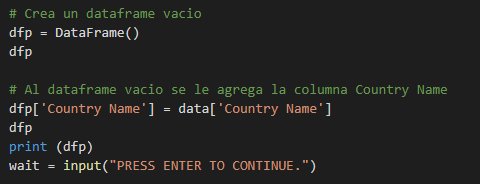 # Crea un dataframe vacio
dfp = DataFrame()
dfp
# Al dataframe vacio se le agrega la columna Country Name
dfp['Country Name'] = data['Country Name']
dfp
print (dfp)
wait = input("PRESS ENTER TO CONTINUE.")